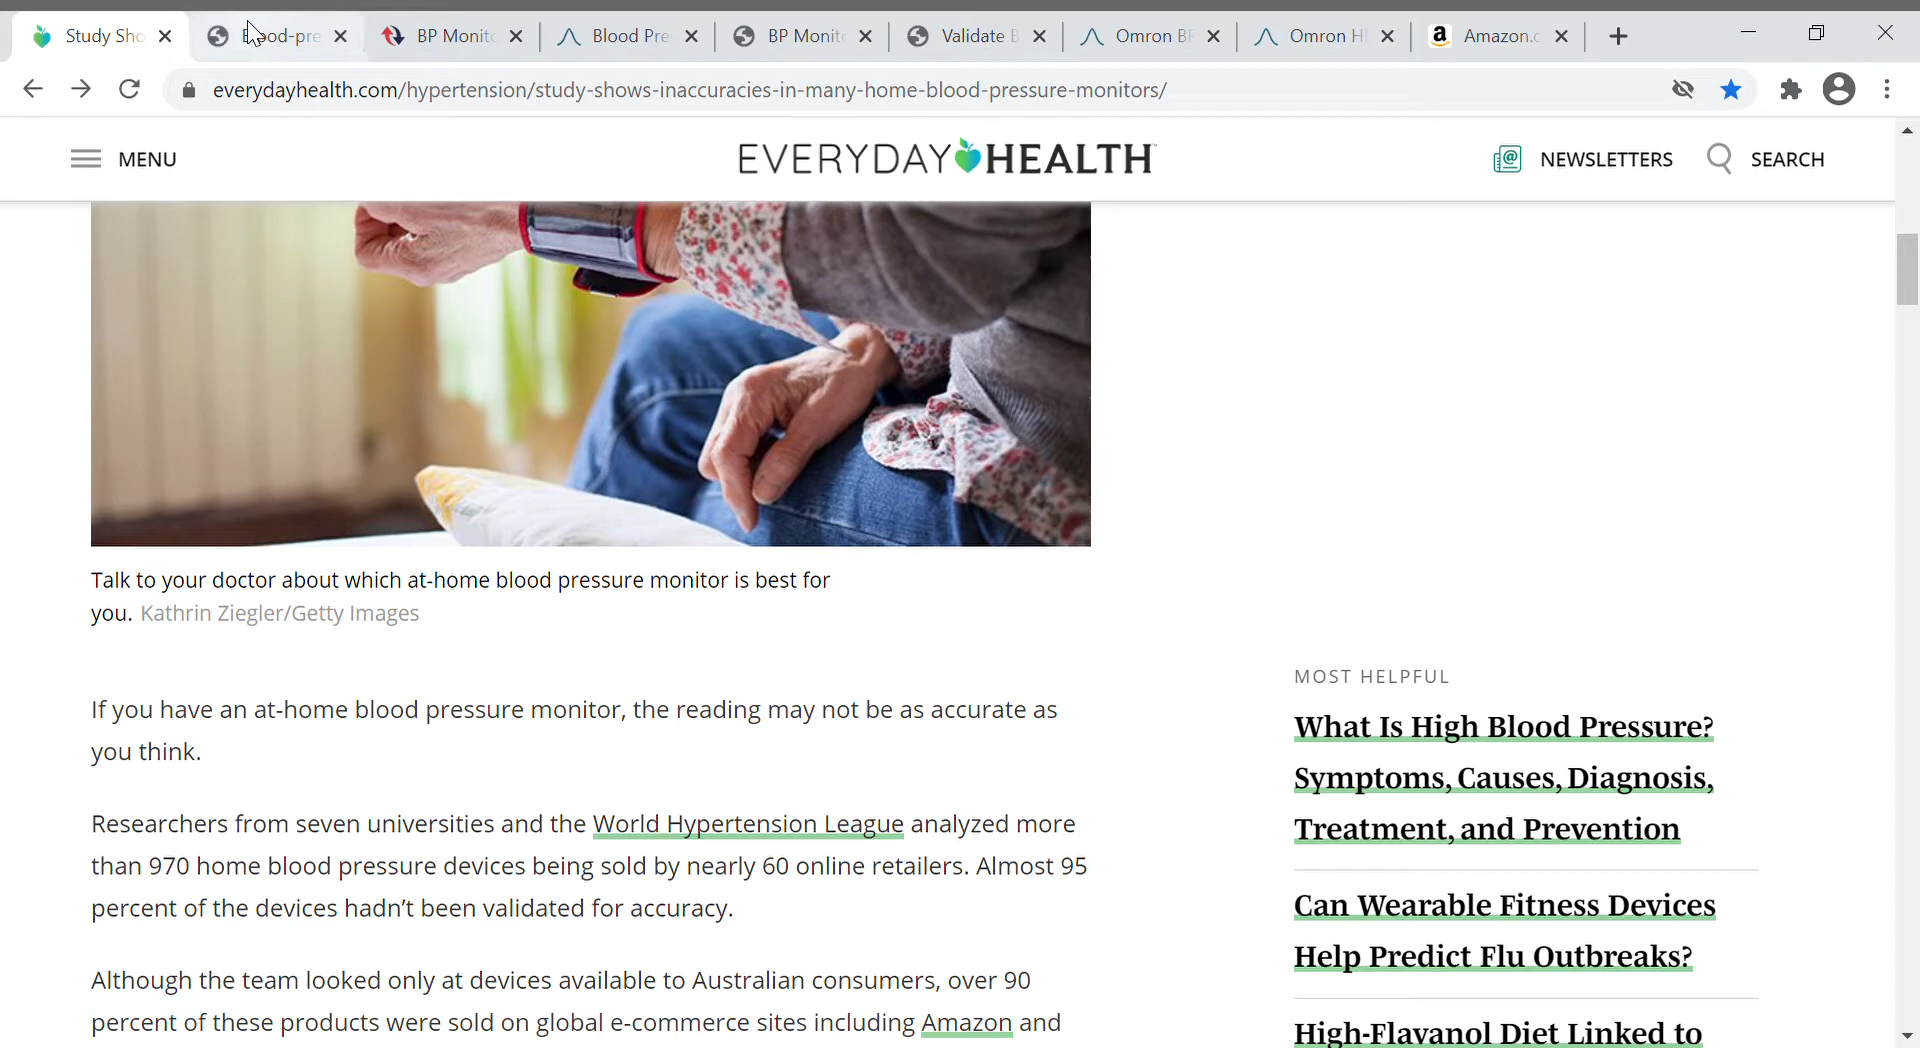 Study Sho
Blood-pre
BP Monito
Blood Pre
BP Monito
Validate B
Omron BP
Omron H
Amazon.c
everydayhealth.com/hypertension/study-shows-inaccuracies-in-many-home-blood-pressure-monitors/
MENU
EVERYDAY HEALTH
NEWSLETTERS
SEARCH
Talk to your doctor about which at-home blood pressure monitor is best for
you. Kathrin Ziegler/Getty Images
If you have an at-home blood pressure monitor, the reading may not be as accurate as
you think.
Researchers from seven universities and the World Hypertension League analyzed more
than 970 home blood pressure devices being sold by nearly 60 online retailers. Almost 95
percent of the devices hadn’t been validated for accuracy.
Although the team looked only at devices available to Australian consumers, over 90
percent of these products were sold on global e-commerce sites including Amazon and
MOST HELPFUL
What Is High Blood Pressure?
Symptoms, Causes, Diagnosis,
Treatment, and Prevention
Can Wearable Fitness Devices
Help Predict Flu Outbreaks?
High-Flavanol Diet Linked to